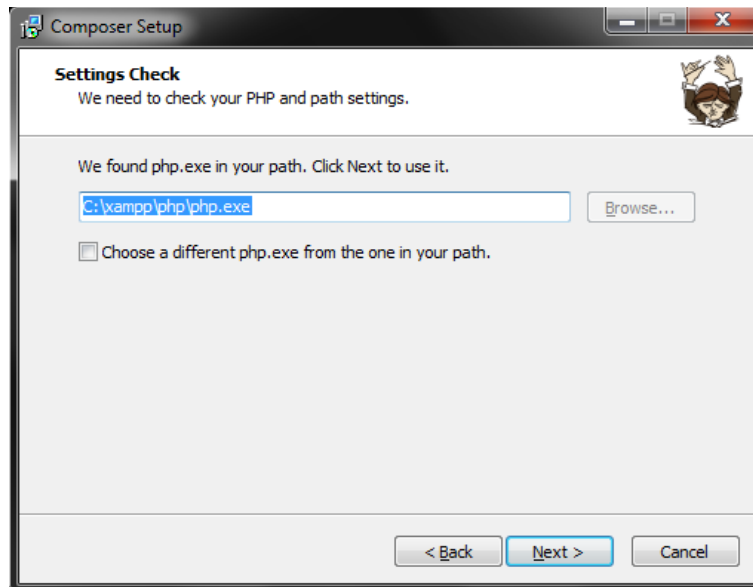 Composer Setup
Settings Check
We need to check your PHP and path settings.
We found php.exe in your path. Click Next to use it.
C:\xampp\php\php.exe
Browse...
Choose a different php.exe from the one in your path.
< Back
Next >
Cancel